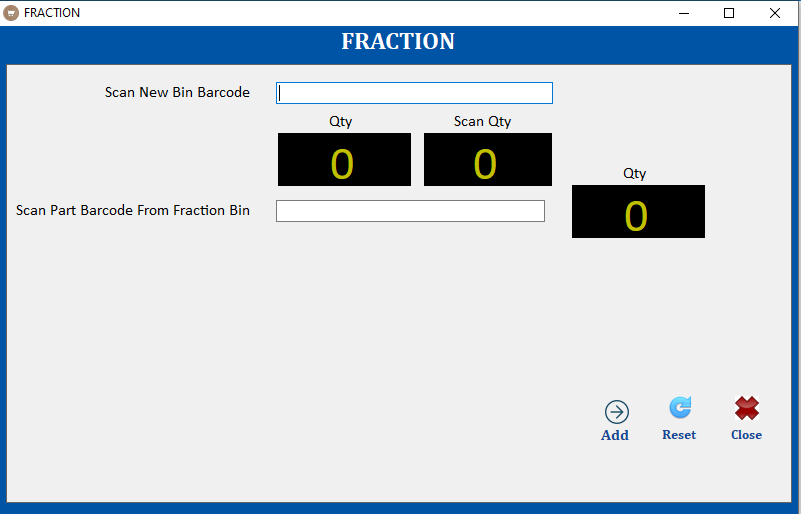 FRACTION
FRACTION
Scan New Bin Barcode
Qty Scan Qty
0 0
Qty
Scan Part Barcode From Fraction Bin
0
Add Reset Close